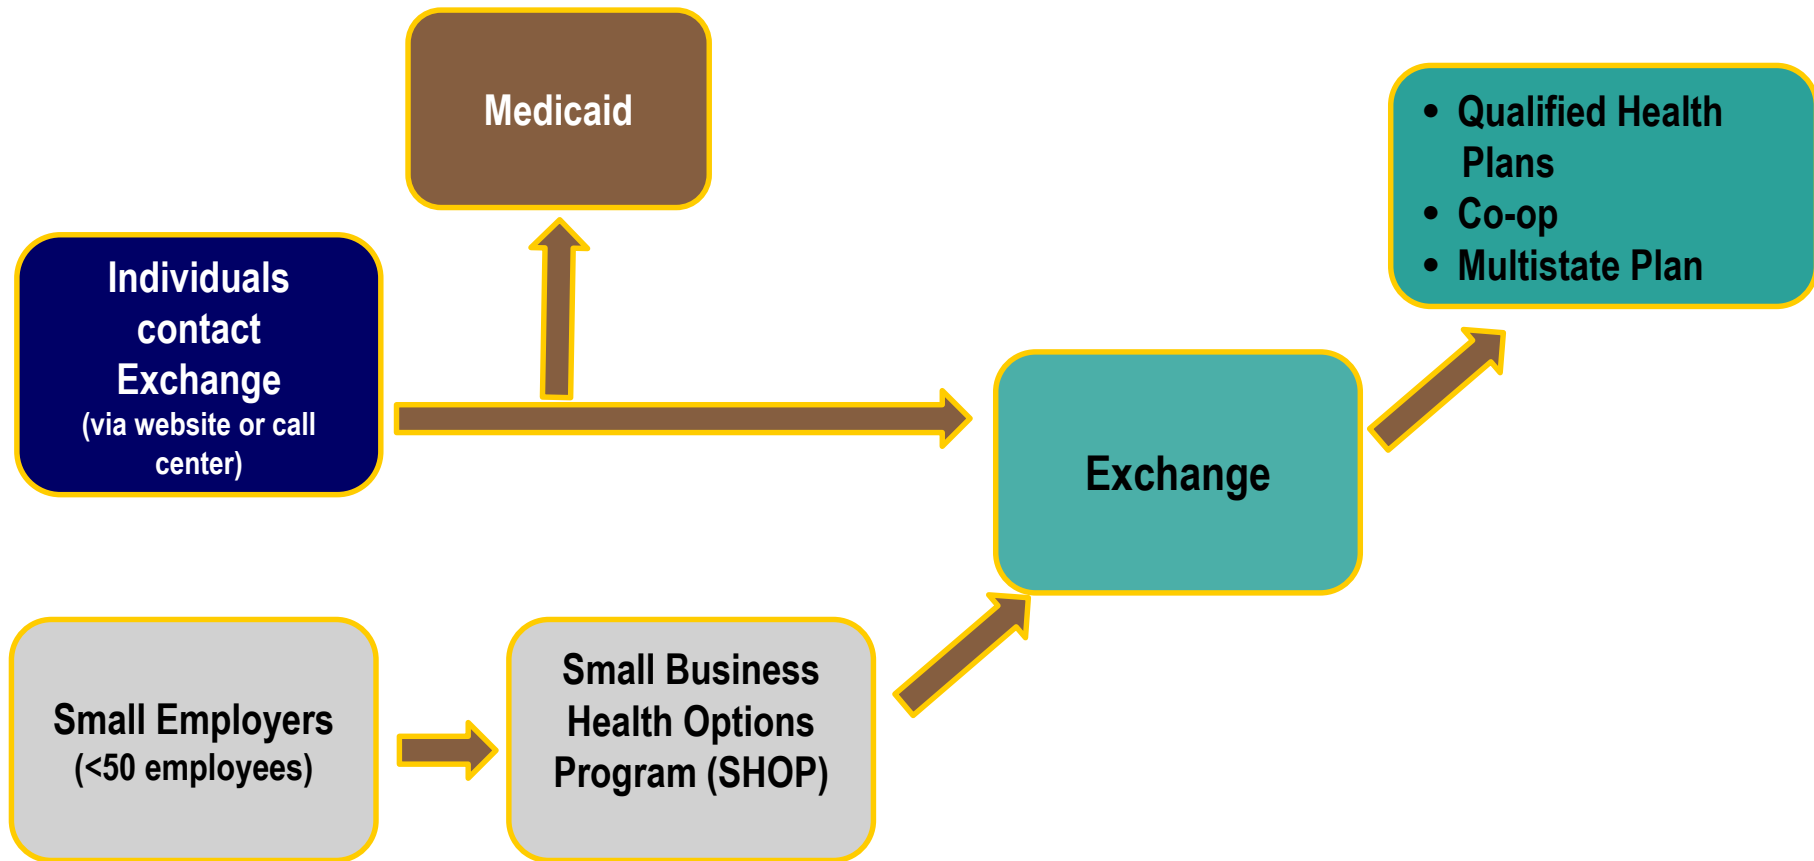 Medicaid
• Qualified Health
Plans
• Co-op
• Multistate Plan
Individuals
contact
Exchange
(via website or call
center)
Exchange
Small Employers
(<50 employees)
Small Business
Health Options
Program (SHOP)